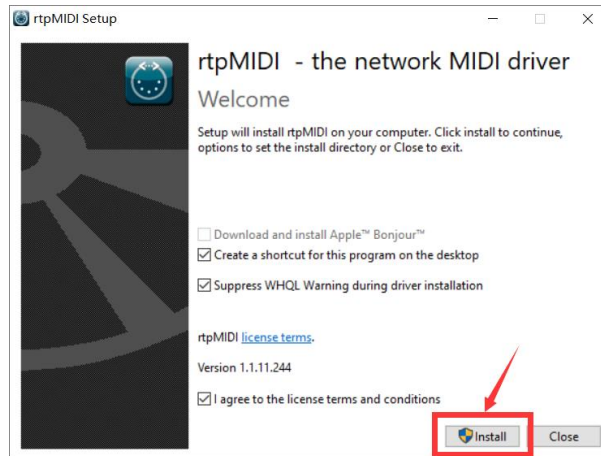 rtpMIDI Setup
rtpMIDI - the network MIDI driver
Welcome
Setup will install rtpMIDI on your computer. Click install to continue,
options to set the install directory or Close to exit.
Download and install Apple™ Bonjour™
Create a shortcut for this program on the desktop
Suppress WHQL Warning during driver installation
rtpMIDI license terms.
Version 1.1.11.244
I agree to the license terms and conditions
Install
Close